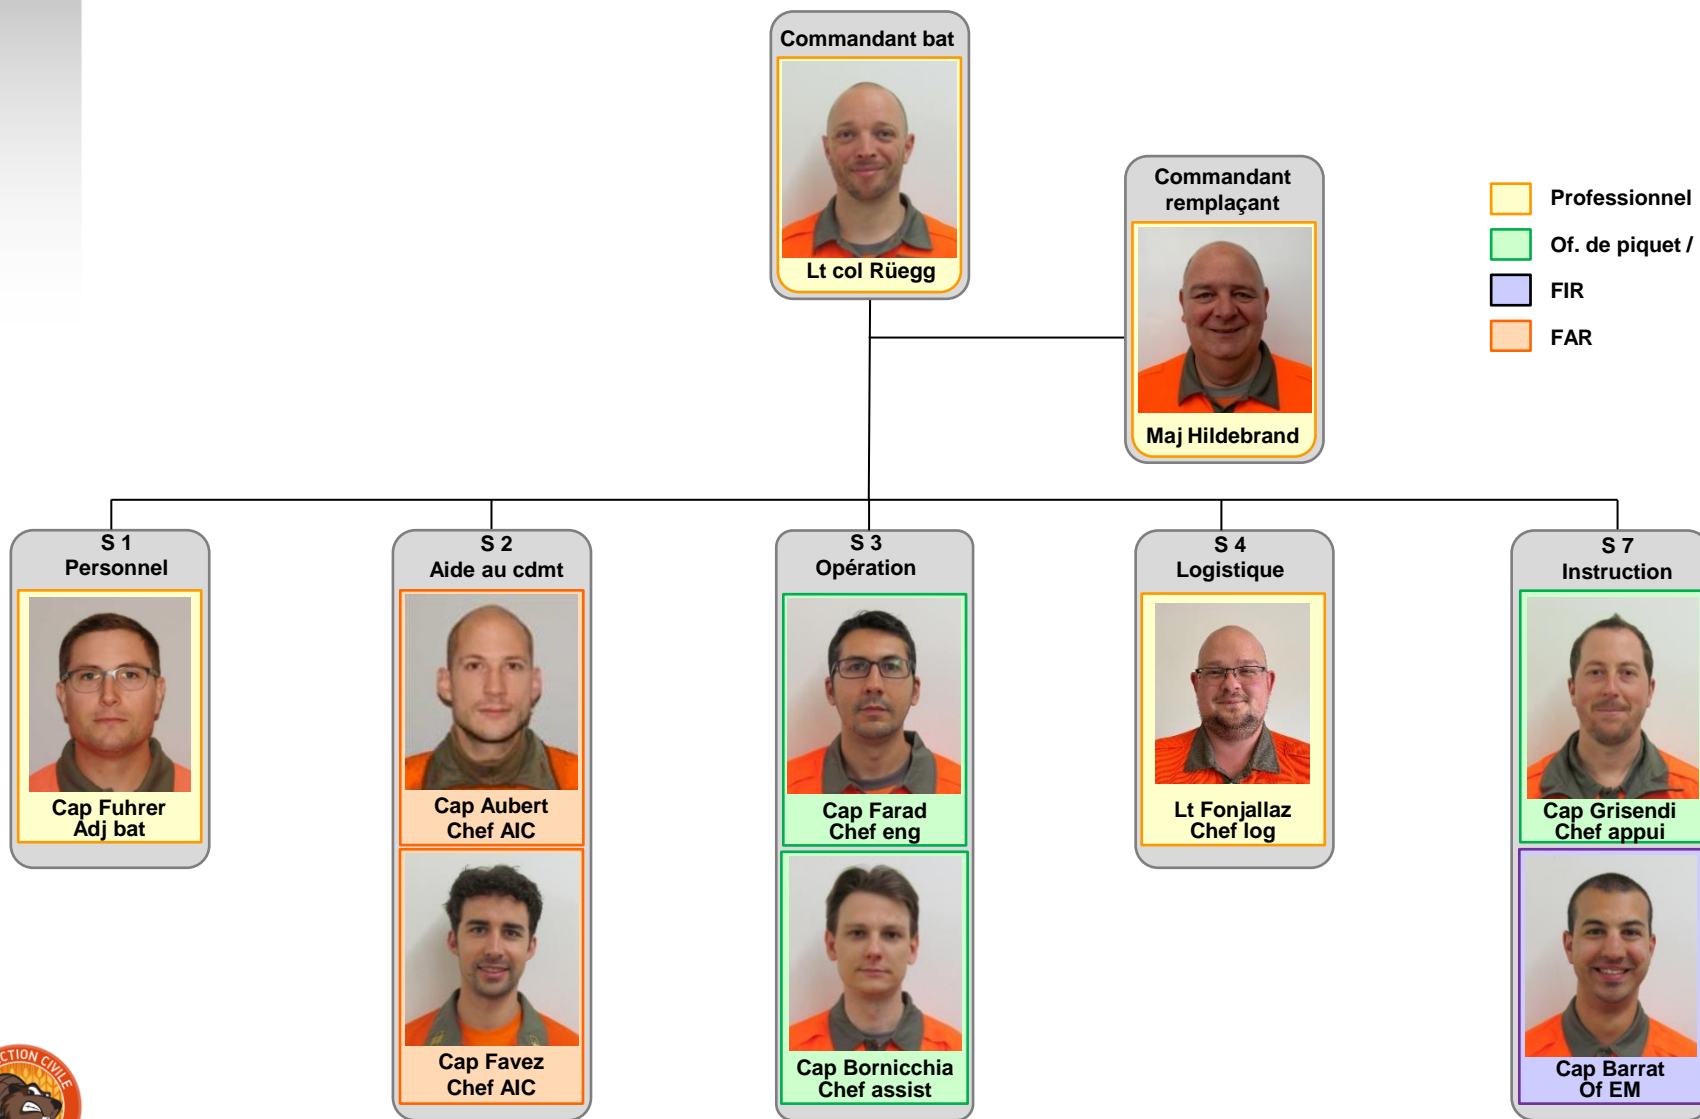 Commandant bat
Lt col Rüegg
Commandant
remplaçant
Maj Hildebrand
Professionnel
Of. de piquet /
FIR
FAR
S 1
Personnel
Cap Fuhrer
Adj bat
S 2
Aide au cdmt
Cap Aubert
Chef AIC
Cap Favez
Chef AIC
S 3
Opération
Cap Farad
Chef eng
Cap Bornicchia
Chef assist
S 4
Logistique
Lt Fonjallaz
Chef log
S 7
Instruction
Cap Grisendi
Chef appui
Cap Barrat
Of EM
CTION CIVILE